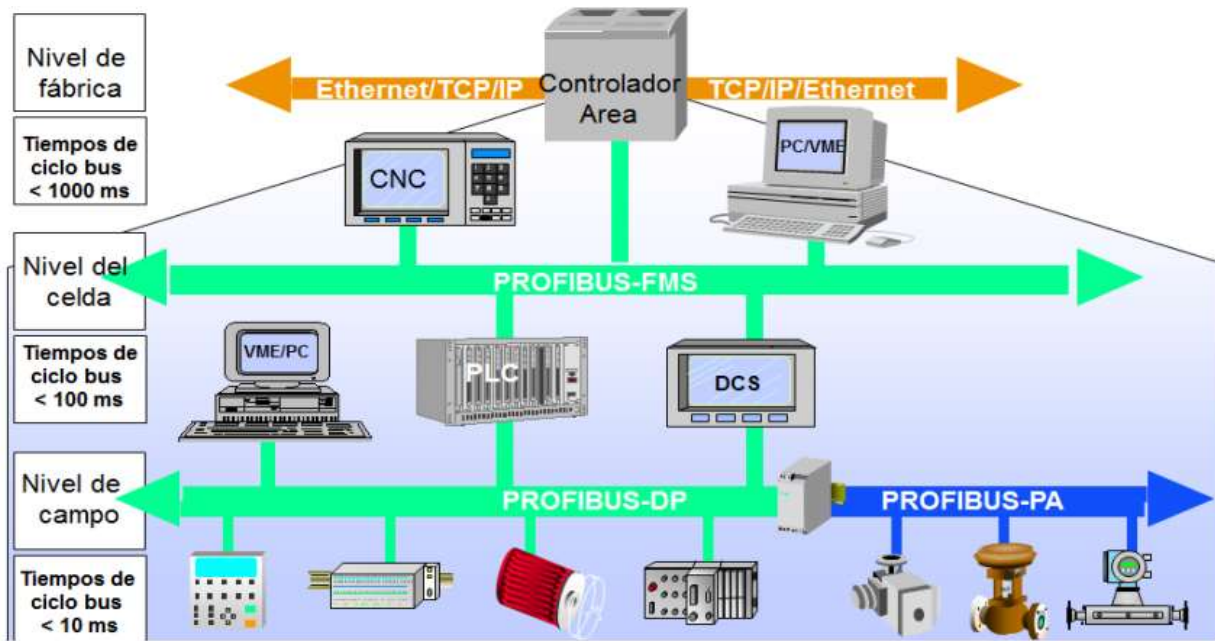 Nivel de
fábrica
Ethernet/TCP/IP
Controlador
Area
TCP/IP/Ethernet
Tiempos de
ciclo bus
< 1000 ms
CNC
PC/VME
Nivel del
celda
PROFIBUS-FMS
Tiempos de
ciclo bus
< 100 ms
VME/PC
PLC
DCS
Nivel de
campo
PROFIBUS-DP
PROFIBUS-PA
Tiempos de
ciclo bus
< 10 ms